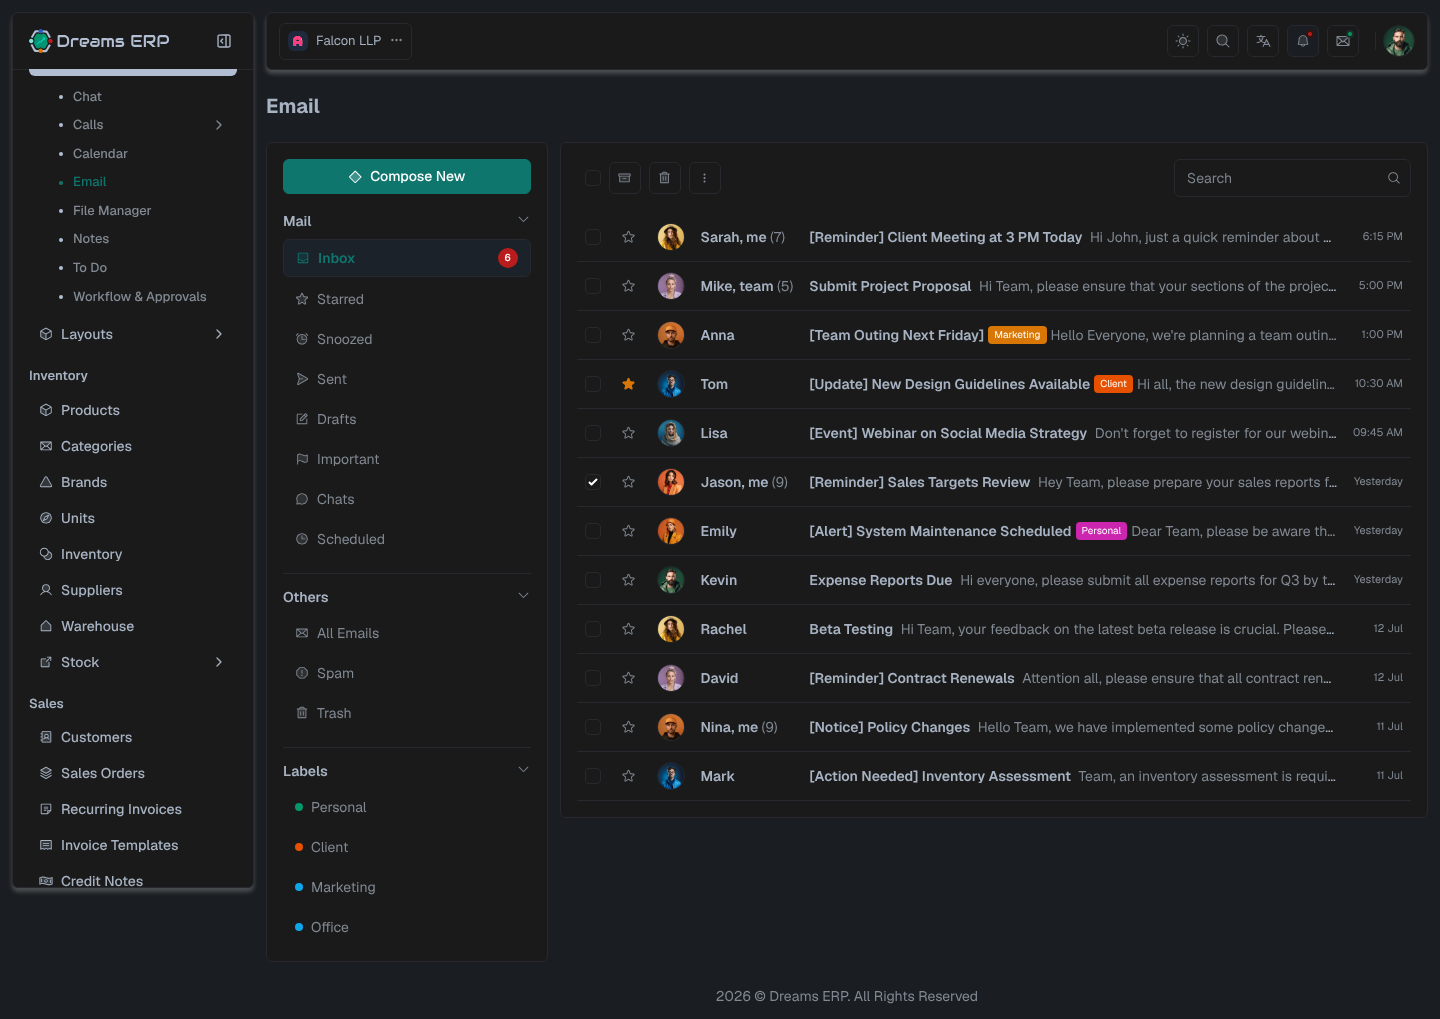 Dreams ERP
Chat
Calls
Calendar
Email
File Manager
Notes
To Do
Workflow & Approvals
Layouts
Inventory
Products
Categories
Brands
Units
Inventory
Suppliers
Warehouse
Stock
Sales
Customers
Sales Orders
Recurring Invoices
Invoice Templates
Credit Notes
Falcon LLP
Email
Compose New
Mail
Inbox 6
Starred
Snoozed
Sent
Drafts
Important
Chats
Scheduled
Others
All Emails
Spam
Trash
Labels
Personal
Client
Marketing
Office
Search
Sarah, me (7) [Reminder] Client Meeting at 3 PM Today Hi John, just a quick reminder about ... 6:15 PM
Mike, team (5) Submit Project Proposal Hi Team, please ensure that your sections of the projec... 5:00 PM
Anna [Team Outing Next Friday] Marketing Hello Everyone, we're planning a team outin... 1:00 PM
Tom [Update] New Design Guidelines Available Client Hi all, the new design guidelin... 10:30 AM
Lisa [Event] Webinar on Social Media Strategy Don't forget to register for our webin... 09:45 AM
Jason, me (9) [Reminder] Sales Targets Review Hey Team, please prepare your sales reports f... Yesterday
Emily [Alert] System Maintenance Scheduled Personal Dear Team, please be aware th... Yesterday
Kevin Expense Reports Due Hi everyone, please submit all expense reports for Q3 by t... Yesterday
Rachel Beta Testing Hi Team, your feedback on the latest beta release is crucial. Please... 12 Jul
David [Reminder] Contract Renewals Attention all, please ensure that all contract ren... 12 Jul
Nina, me (9) [Notice] Policy Changes Hello Team, we have implemented some policy change... 11 Jul
Mark [Action Needed] Inventory Assessment Team, an inventory assessment is requi... 11 Jul
2026 © Dreams ERP. All Rights Reserved